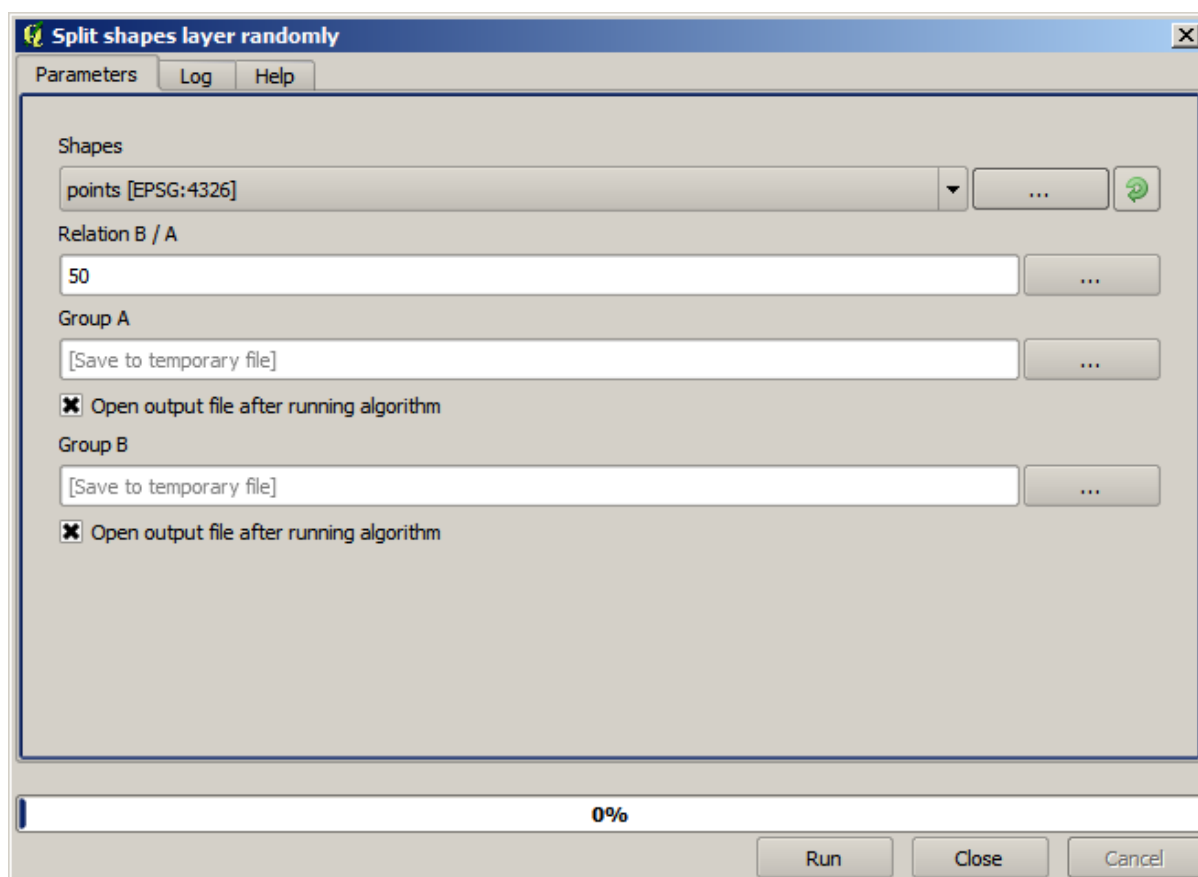 Split shapes layer randomly
Parameters Log Help
Shapes
points [EPSG:4326] ...
Relation B / A
50 ...
Group A
[Save to temporary file] ...
Open output file after running algorithm
Group B
[Save to temporary file] ...
Open output file after running algorithm
0%
Run Close Cancel